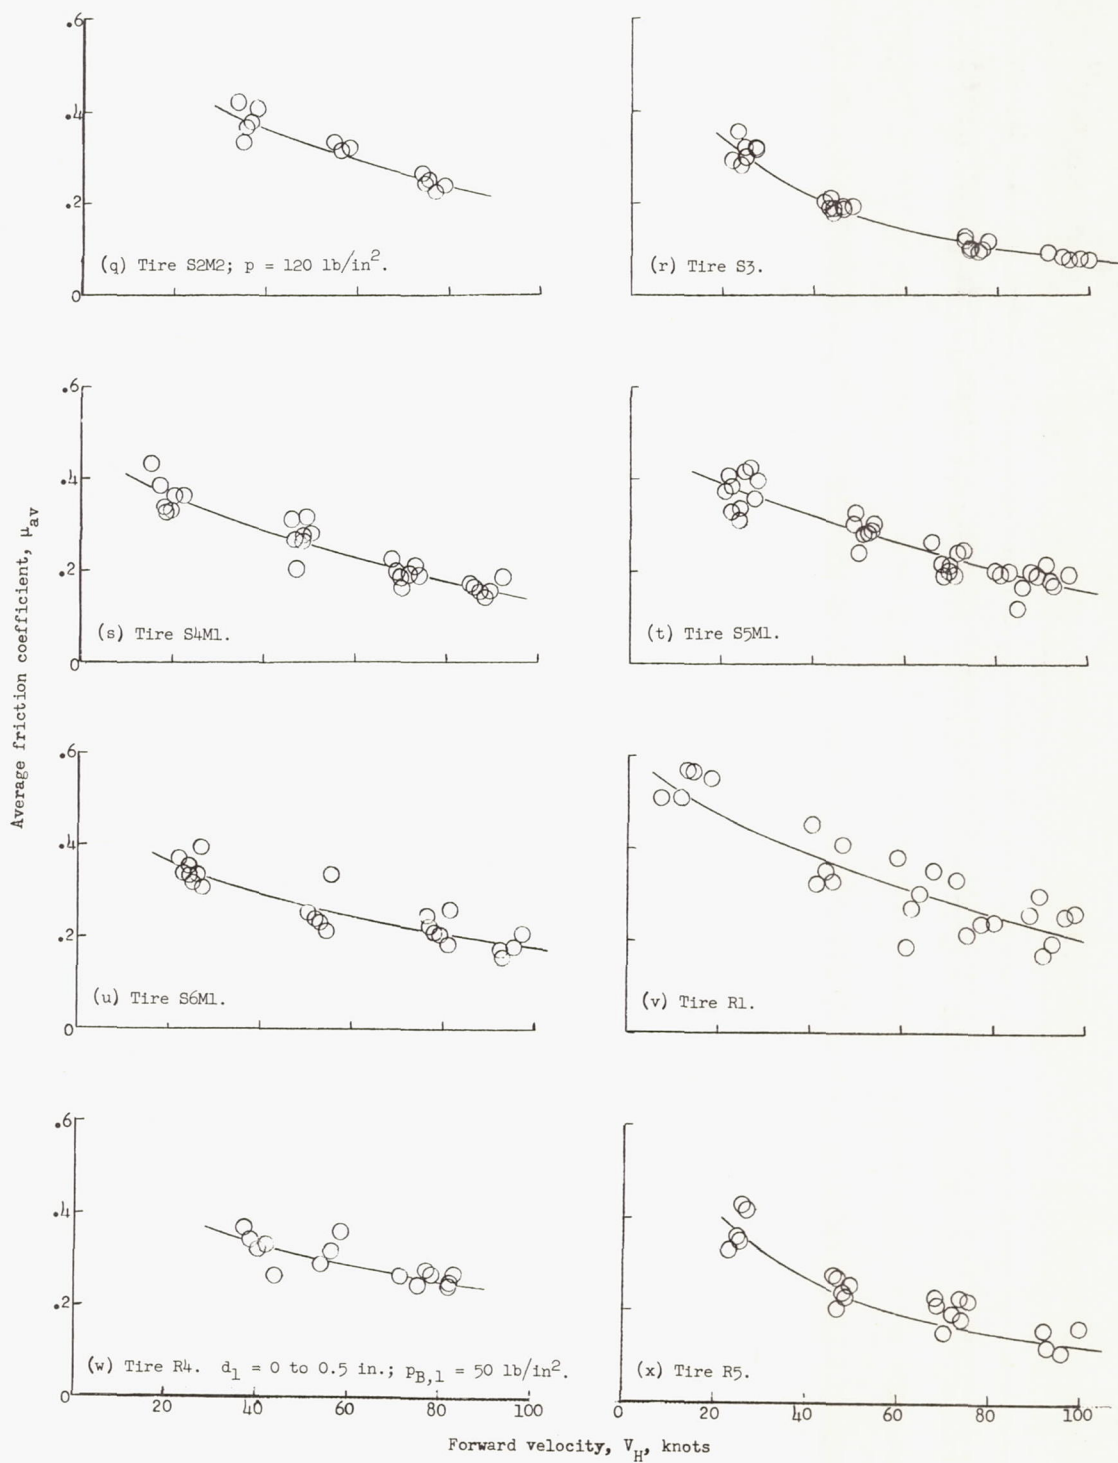 .6
.4
.2
0
(q) Tire S2M2; p = 120 lb/in².
(r) Tire S3.
.6
.4
.2
0
(s) Tire S4M1.
(t) Tire S5M1.
Average friction coefficient, μav
.6
.4
.2
0
(u) Tire S6M1.
(v) Tire R1.
.6
.4
.2
0
(w) Tire R4. d1 = 0 to 0.5 in.; pB,1 = 50 lb/in².
(x) Tire R5.
20 40 60 80 100
0 20 40 60 80 100
Forward velocity, VH, knots